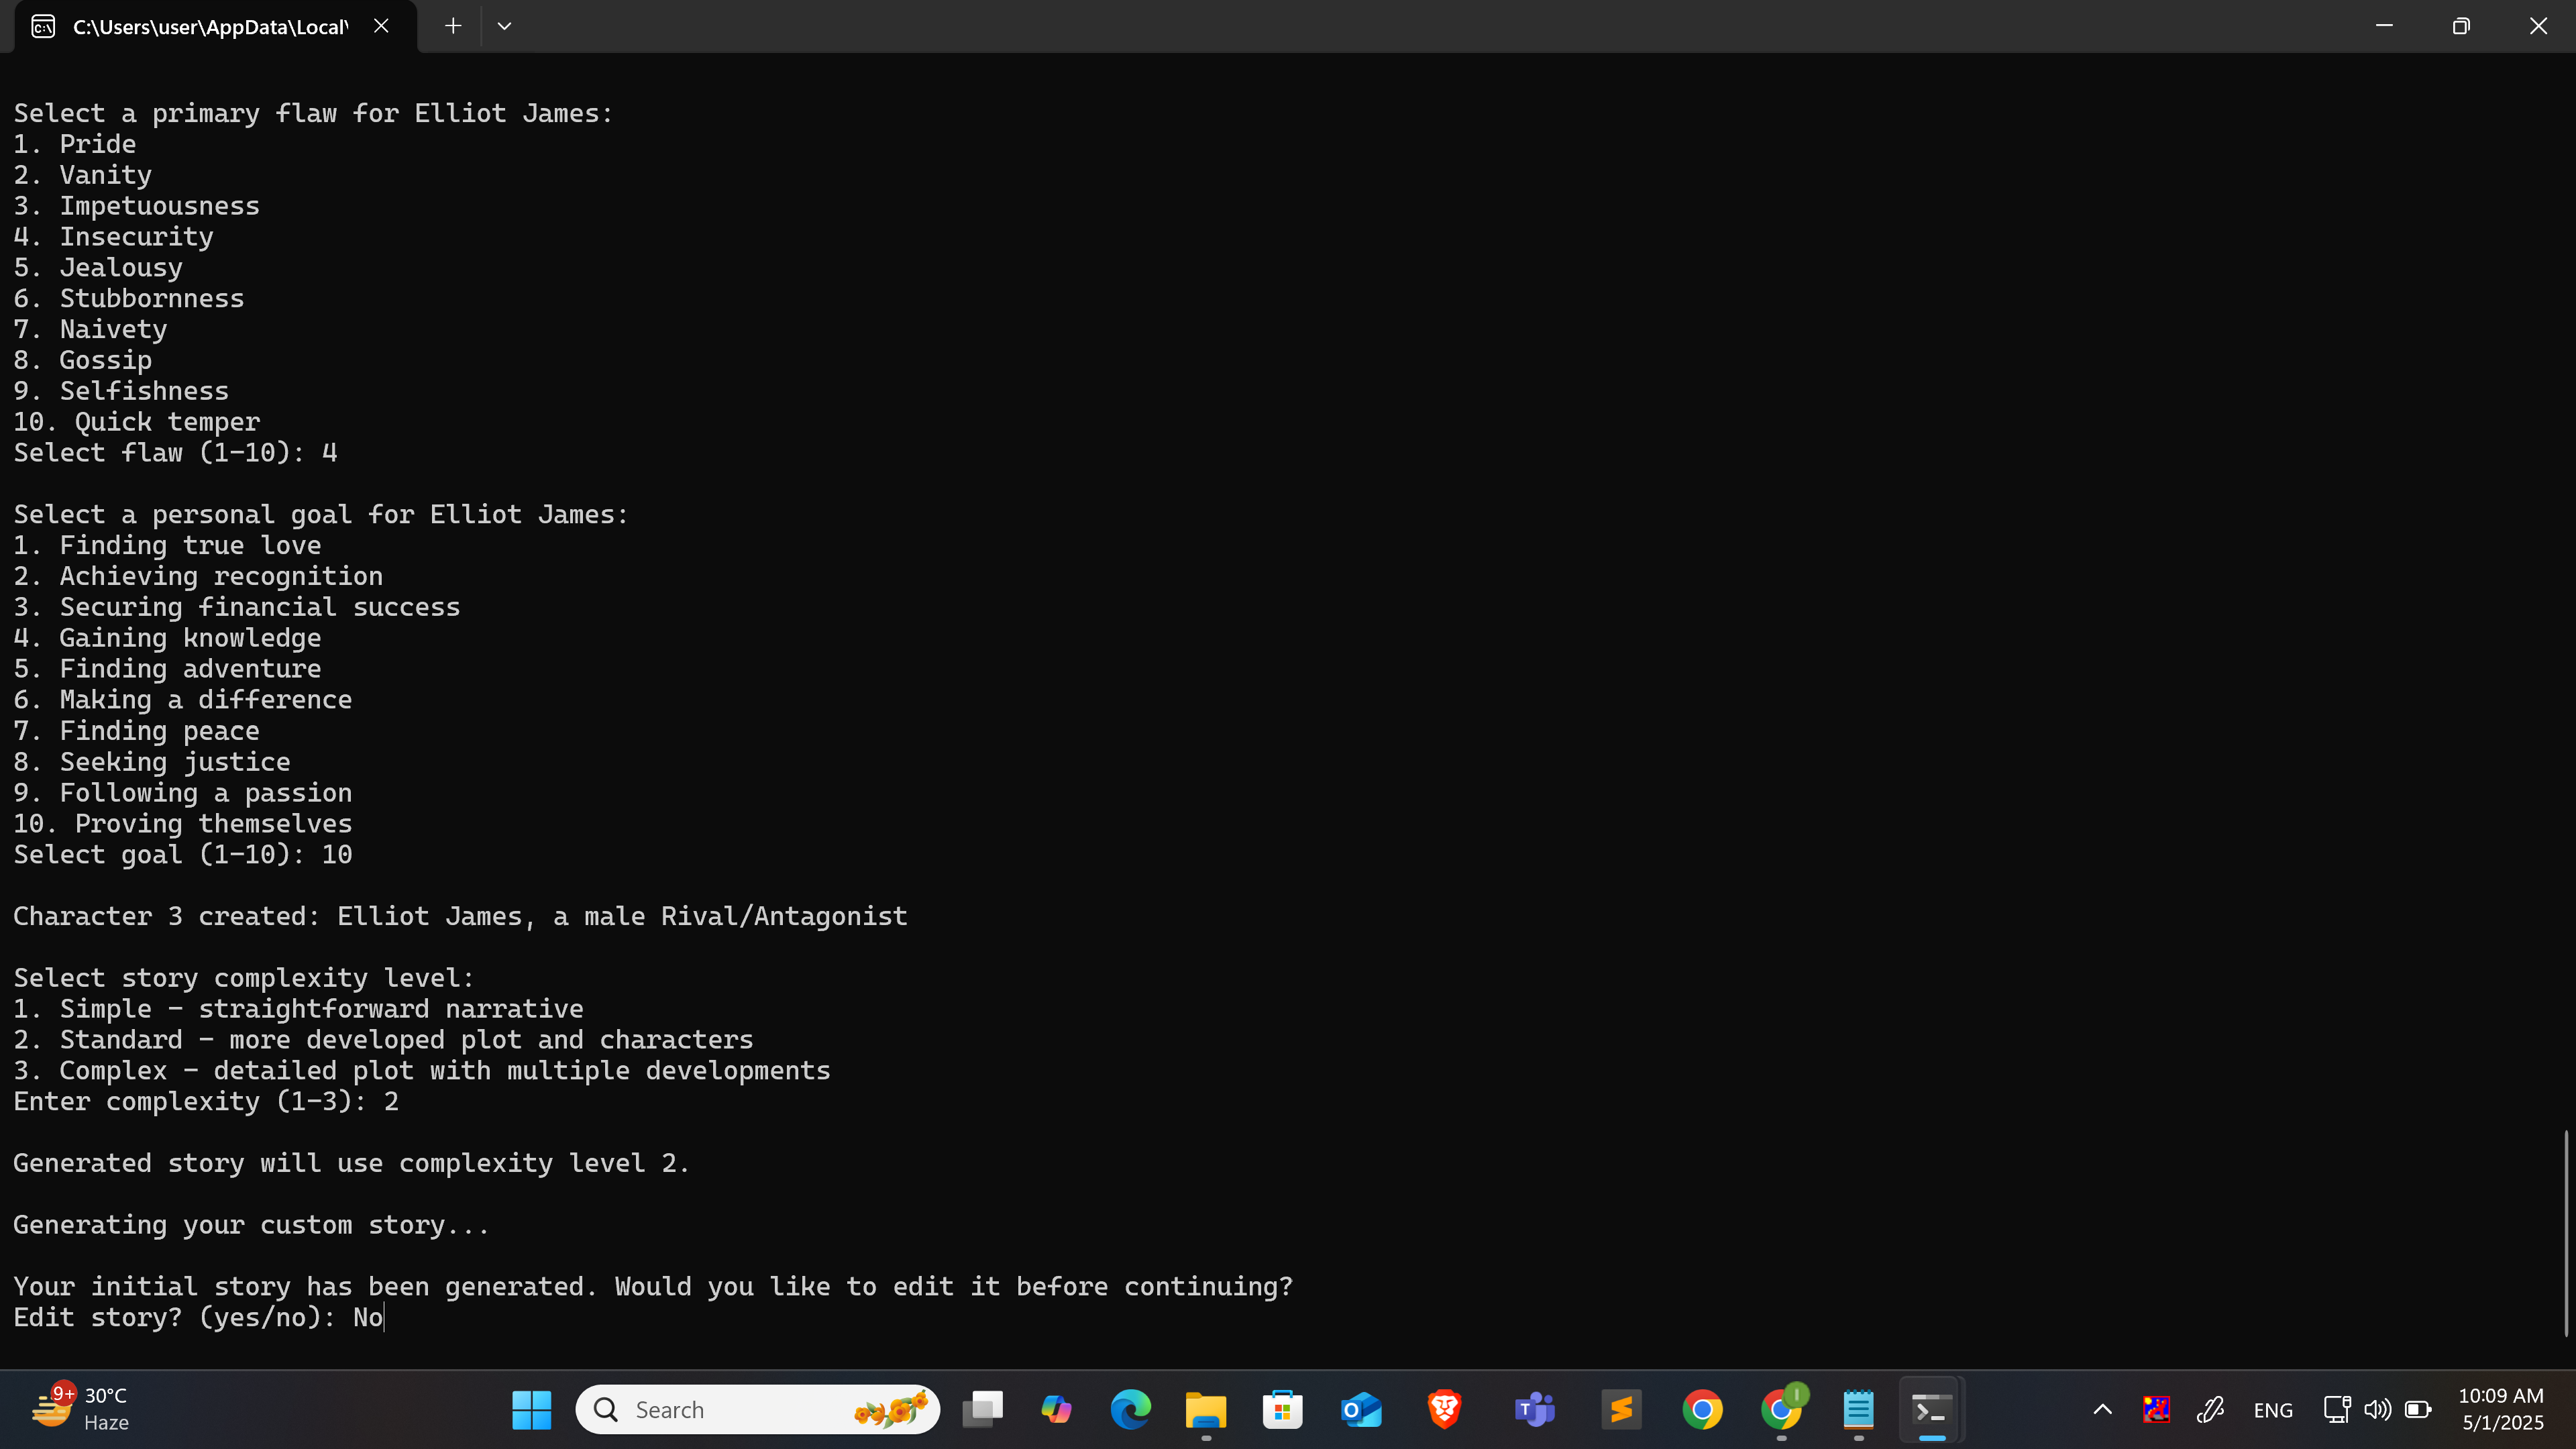 C:\Users\user\AppData\Local\
Select a primary flaw for Elliot James:
1. Pride
2. Vanity
3. Impetuousness
4. Insecurity
5. Jealousy
6. Stubbornness
7. Naivety
8. Gossip
9. Selfishness
10. Quick temper
Select flaw (1-10): 4
Select a personal goal for Elliot James:
1. Finding true love
2. Achieving recognition
3. Securing financial success
4. Gaining knowledge
5. Finding adventure
6. Making a difference
7. Finding peace
8. Seeking justice
9. Following a passion
10. Proving themselves
Select goal (1-10): 10
Character 3 created: Elliot James, a male Rival/Antagonist
Select story complexity level:
1. Simple - straightforward narrative
2. Standard - more developed plot and characters
3. Complex - detailed plot with multiple developments
Enter complexity (1-3): 2
Generated story will use complexity level 2.
Generating your custom story...
Your initial story has been generated. Would you like to edit it before continuing?
Edit story? (yes/no): No
9+ 30°C
Haze
Search
ENG
10:09 AM
5/1/2025